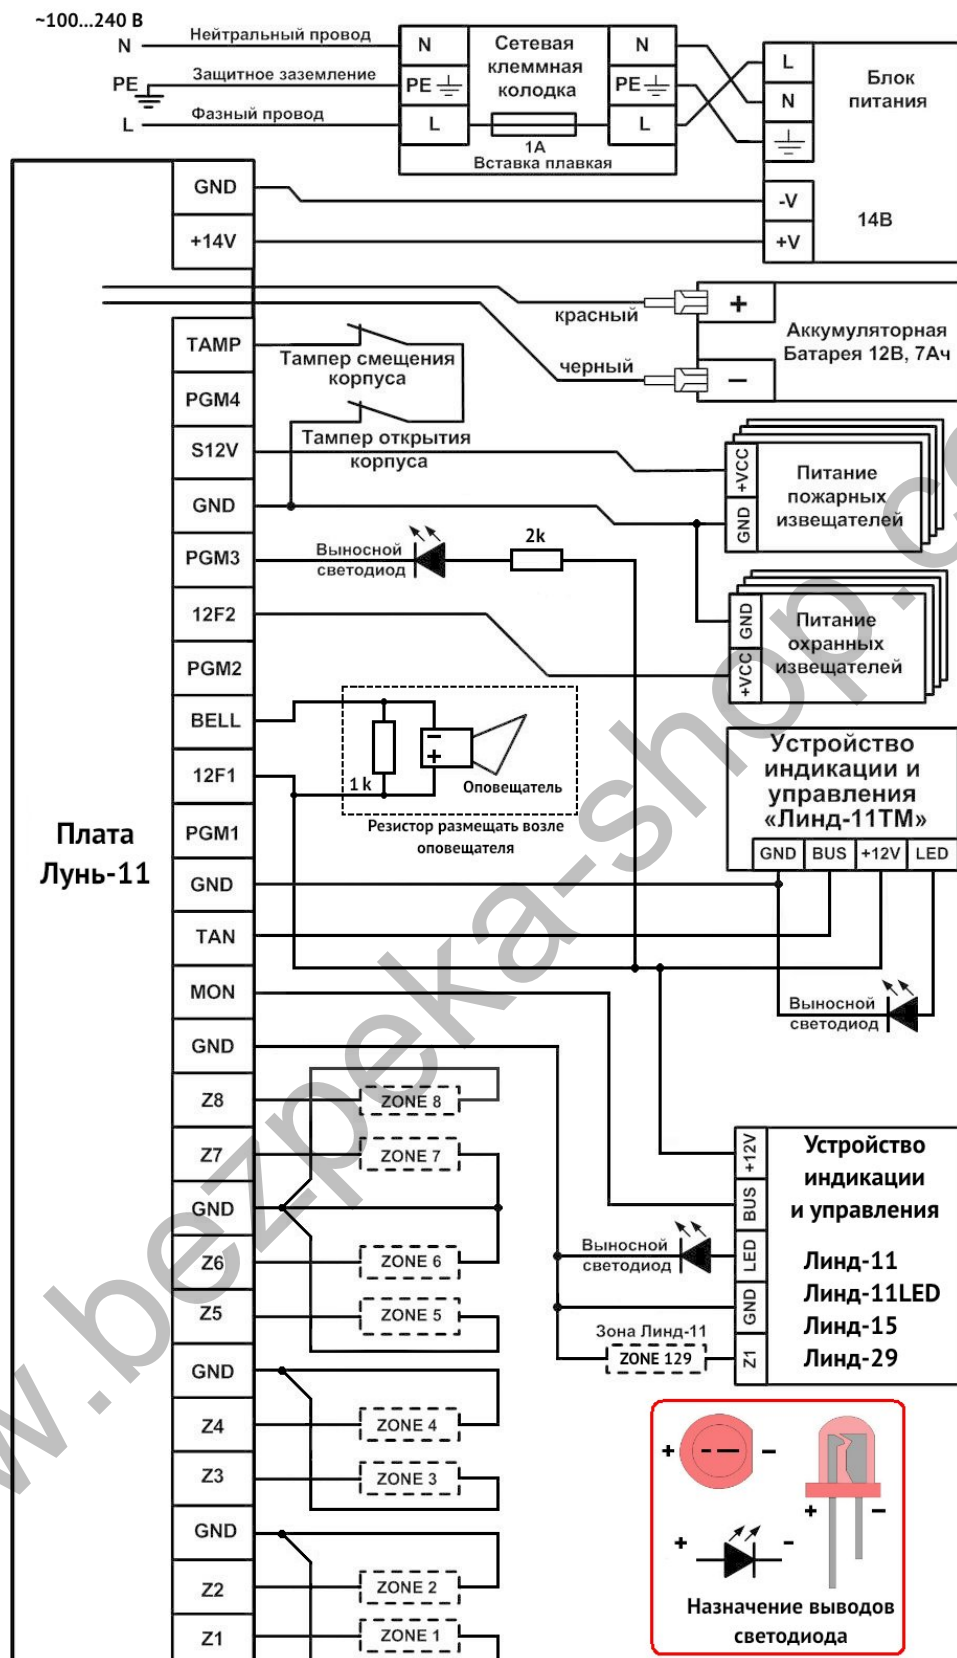 ~100...240 В
N
Нейтральный провод
N
Сетевая
клеммная
колодка
N
L
Блок
питания
PE
Защитное заземление
PE
PE
N
L
Фазный провод
L
L
1А
Вставка плавкая
GND
-V
14В
+14V
+V
красный
+
Аккумуляторная
Батарея 12В, 7Ач
TAMP
Тампер смещения
корпуса
черный
−
PGM4
S12V
Тампер открытия
корпуса
+VCC
GND
Питание
пожарных
извещателей
GND
PGM3
Выносной
светодиод
2k
12F2
GND
+VCC
Питание
охранных
извещателей
PGM2
BELL
−
+
1 k
Оповещатель
Резистор размещать возле
оповещателя
12F1
Устройство
индикации и
управления
«Линд-11ТМ»
GND BUS +12V LED
Плата
Лунь-11
PGM1
GND
TAN
MON
Выносной
светодиод
GND
Z8
ZONE 8
Z7
ZONE 7
GND
Z6
ZONE 6
Z5
ZONE 5
GND
Z4
ZONE 4
Z3
ZONE 3
GND
Z2
ZONE 2
Z1
ZONE 1
+12V
BUS
LED
GND
Z1
Устройство
индикации
и управления
Линд-11
Линд-11LED
Линд-15
Линд-29
Выносной
светодиод
Зона Линд-11
ZONE 129
+
−
+
−
+
-
Назначение выводов
светодиода
w.bezpeka-shop.co